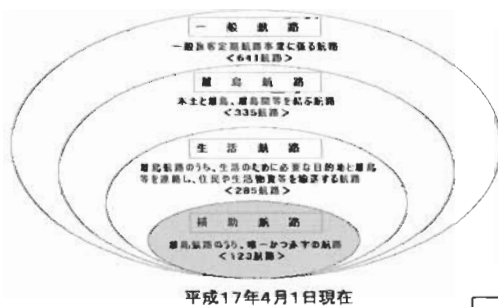 一般航路
一般旅客定期航路事業に係る航路
<641航路>
離島航路
本土と離島、離島間等を結ぶ航路
<335航路>
生活航路
離島航路のうち、生活のために必要な目的地と離島
等を連絡し、住民や生活物資等を輸送する航路
<285航路>
補助航路
離島航路のうち、唯一かつ赤字の航路
<123航路>
平成17年4月1日現在